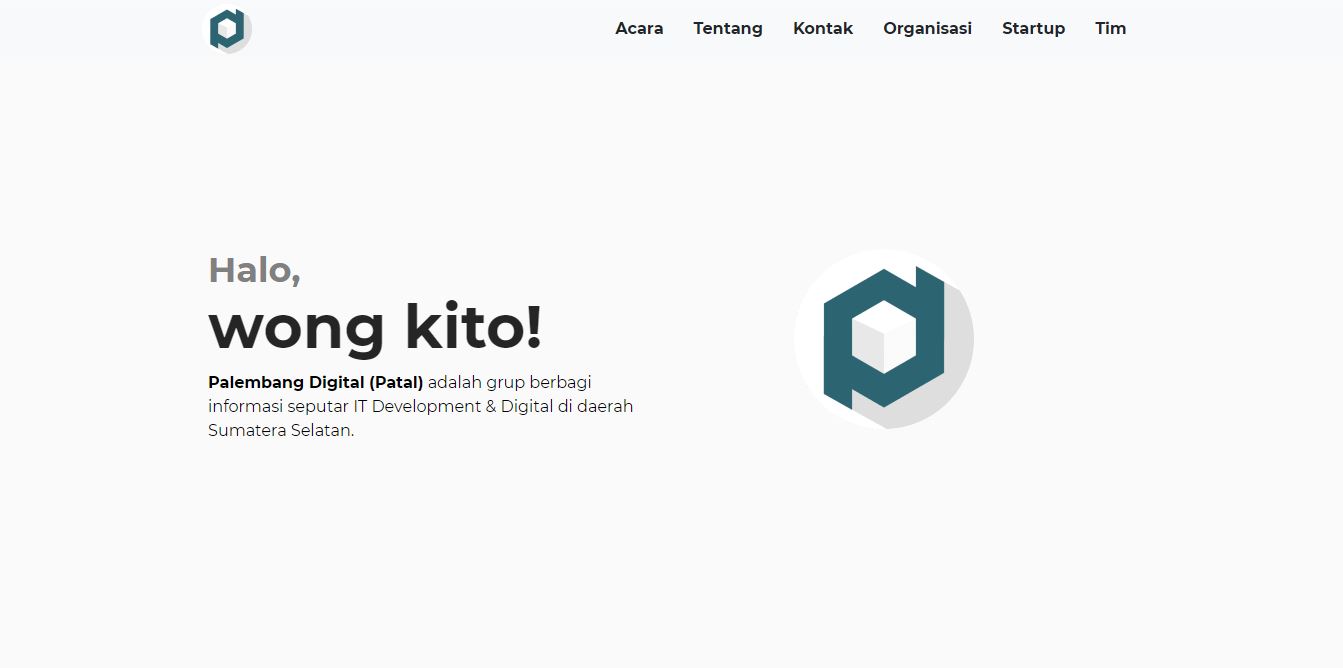 Acara Tentang Kontak Organisasi Startup Tim
Halo,
wong kito!
Palembang Digital (Patal) adalah grup berbagi
informasi seputar IT Development & Digital di daerah
Sumatera Selatan.